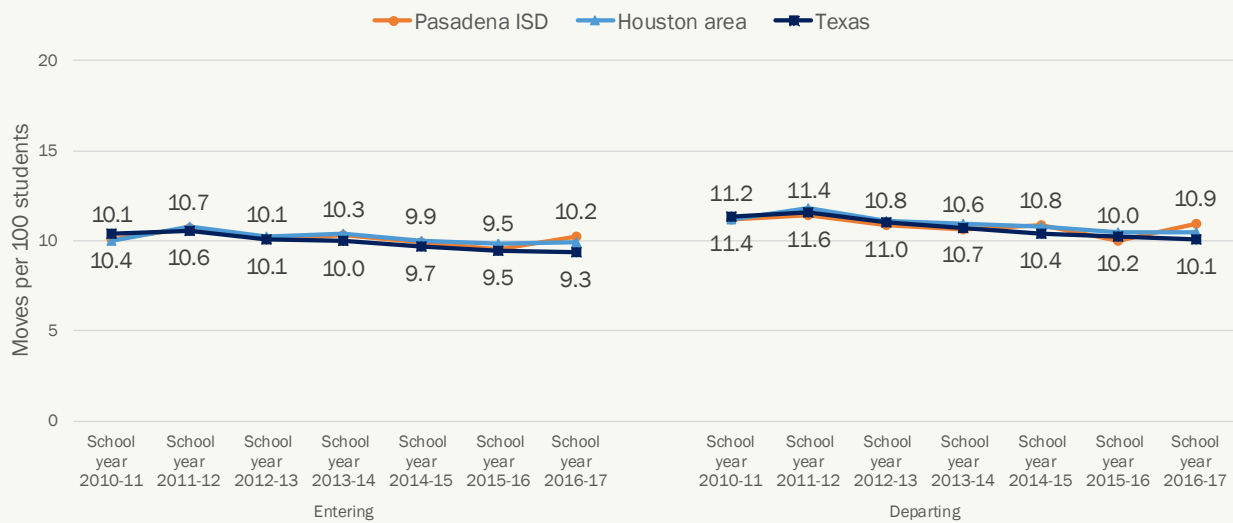 Pasadena ISD Houston area Texas
Moves per 100 students
20
15
10
5
0
10.1 10.7 10.1 10.3 9.9 9.5 10.2
10.4 10.6 10.1 10.0 9.7 9.5 9.3
11.2 11.4 10.8 10.6 10.8 10.0 10.9
11.4 11.6 11.0 10.7 10.4 10.2 10.1
School School School School School School School
year year year year year year year
2010-11 2011-12 2012-13 2013-14 2014-15 2015-16 2016-17
Entering
School School School School School School School
year year year year year year year
2010-11 2011-12 2012-13 2013-14 2014-15 2015-16 2016-17
Departing